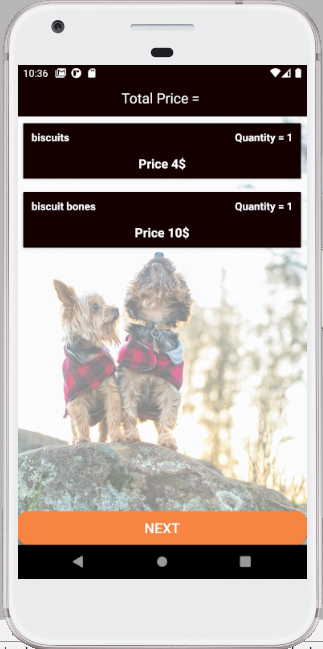 10:36
Total Price =
biscuits Quantity = 1
Price 4$
biscuit bones Quantity = 1
Price 10$
NEXT